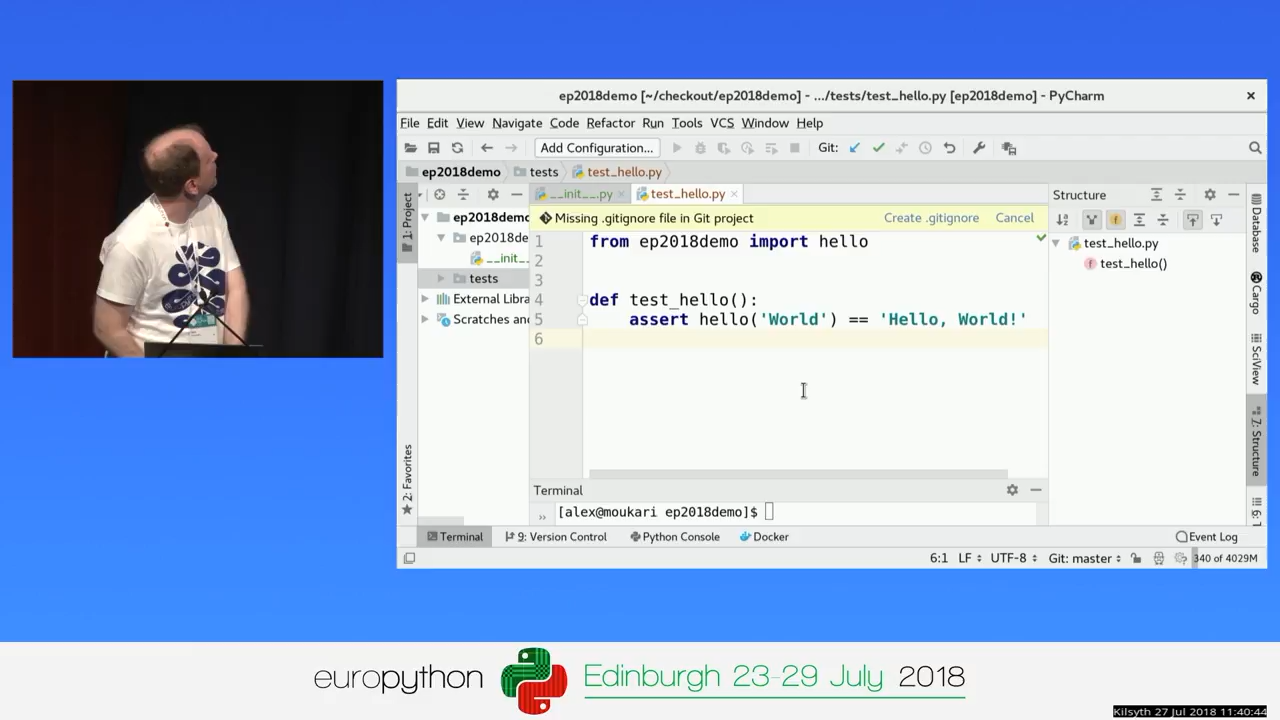 ep2018demo [~/checkout/ep2018demo] - .../tests/test_hello.py [ep2018demo] - PyCharm
File Edit View Navigate Code Refactor Run Tools VCS Window Help
Add Configuration... Git:
ep2018demo tests test_hello.py
1: Project
__init__.py test_hello.py
Structure
ep2018demo
ep2018de
__init__.
tests
External Libra
Scratches and
Missing .gitignore file in Git project Create .gitignore Cancel
1 from ep2018demo import hello
2
3
4 def test_hello():
5 assert hello('World') == 'Hello, World!'
6
test_hello.py
test_hello()
Database
Cargo
SciView
7: Structure
6: T
2: Favorites
Terminal
[alex@moukari ep2018demo]$
Terminal 9: Version Control Python Console Docker Event Log
6:1 LF UTF-8 Git: master 340 of 4029M
europython Edinburgh 23-29 July 2018
Kilsyth 27 Jul 2018 11:40:44